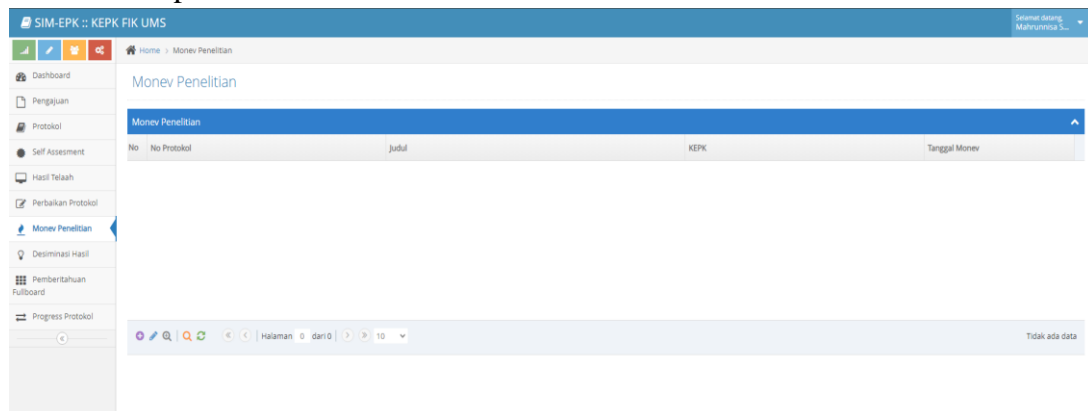 SIM-EPK :: KEPK FIK UMS
Selamat datang,
Mahrunnisa S...
Home > Monev Penelitian
Dashboard
Pengajuan
Protokol
Self Assesment
Hasil Telaah
Perbaikan Protokol
Monev Penelitian
Desiminasi Hasil
Pemberitahuan
Fullboard
Progress Protokol
Monev Penelitian
Monev Penelitian
No No Protokol Judul KEPK Tanggal Monev
Halaman 0 dari 0 10 Tidak ada data